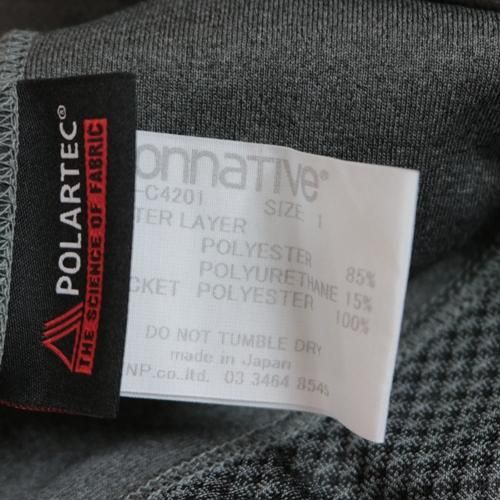 POLARTEC®
THE SCIENCE OF FABRIC
onnaTive®
-C4201 SIZE 1
TER LAYER
POLYESTER 85%
POLYURETHANE 15%
CKET POLYESTER 100%
DO NOT TUMBLE DRY
made in Japan
NP.co.ltd. 03 3464 8545